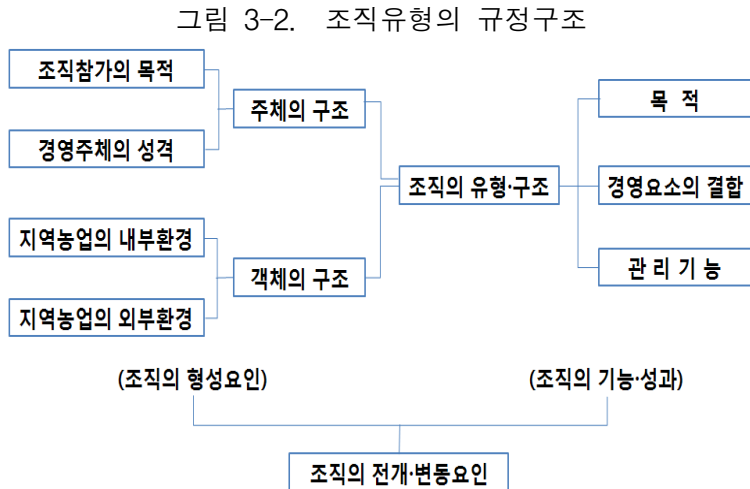 그림 3-2. 조직유형의 규정구조
조직참가의 목적
경영주체의 성격
주체의 구조
지역농업의 내부환경
지역농업의 외부환경
객체의 구조
조직의 유형·구조
목 적
경영요소의 결합
관 리 기 능
(조직의 형성요인)
(조직의 기능·성과)
조직의 전개·변동요인